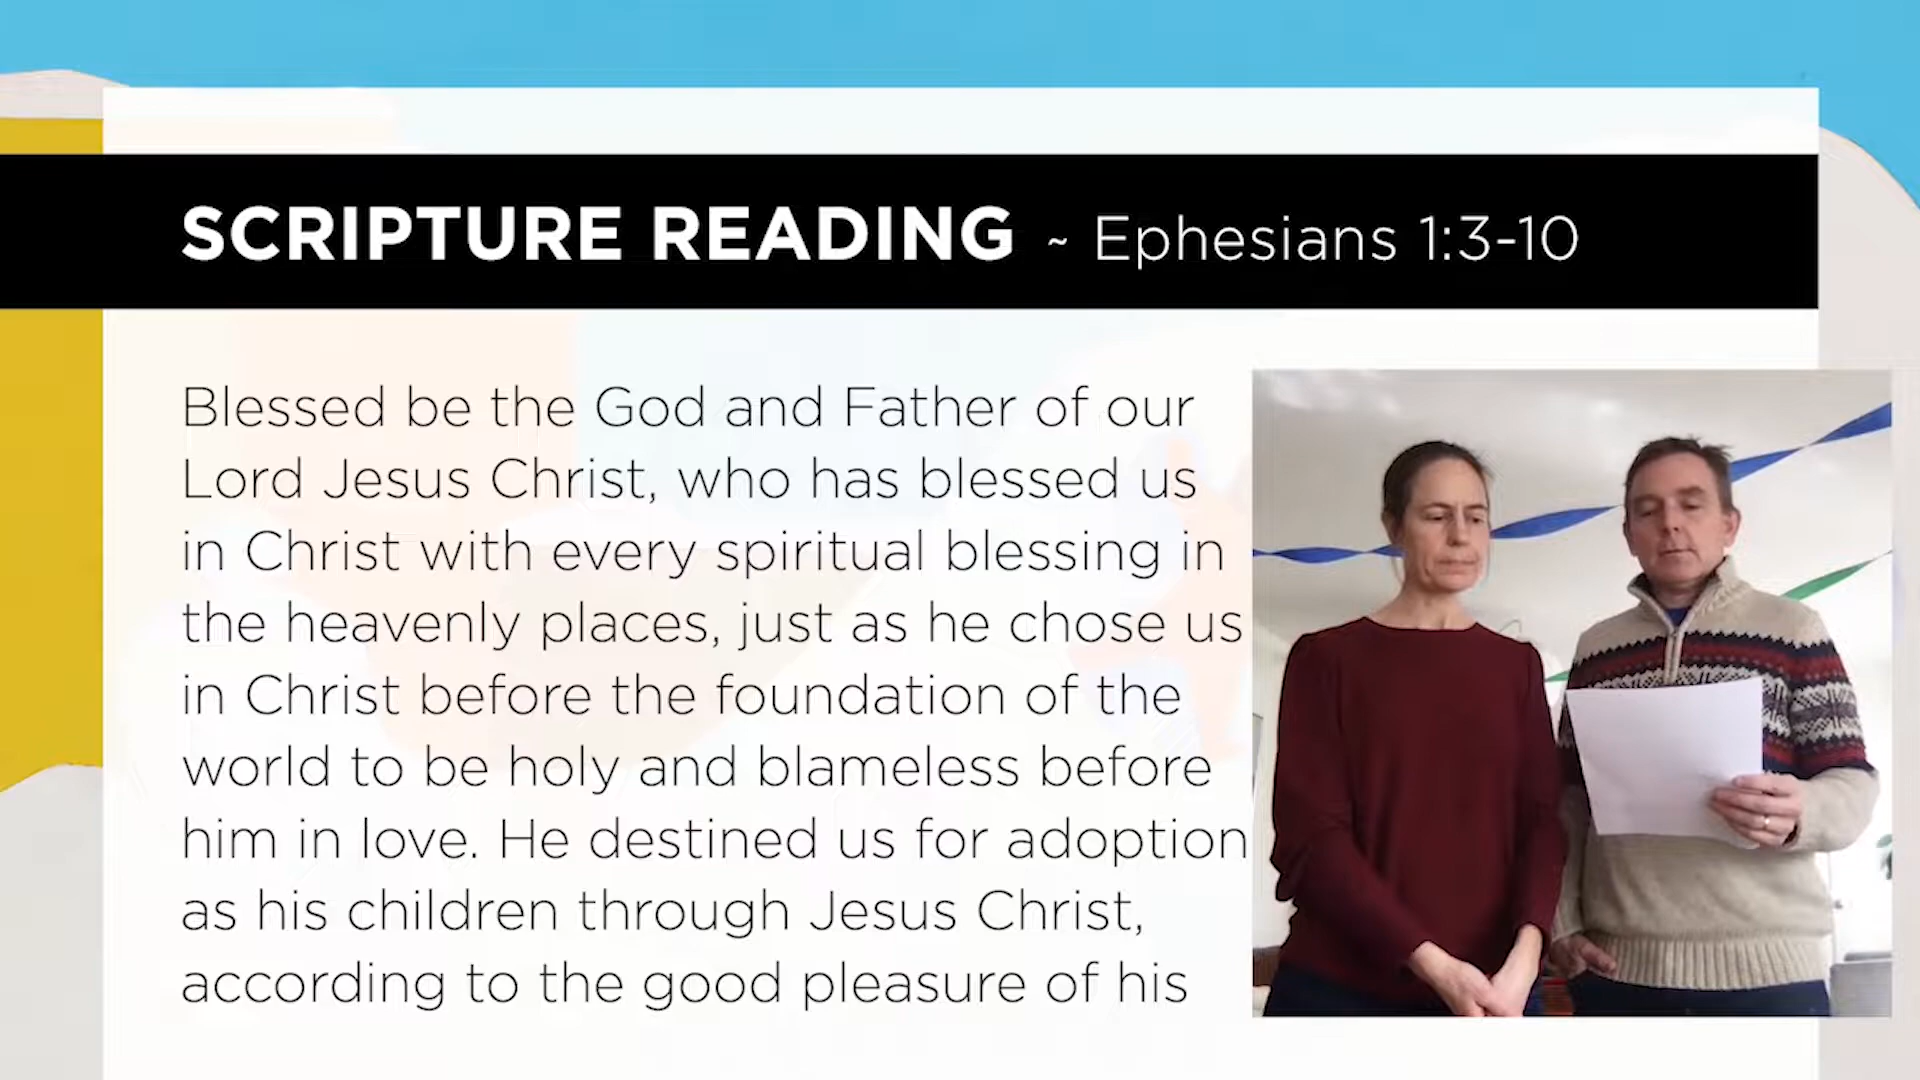 SCRIPTURE READING ~ Ephesians 1:3-10
Blessed be the God and Father of our
Lord Jesus Christ, who has blessed us
in Christ with every spiritual blessing in
the heavenly places, just as he chose us
in Christ before the foundation of the
world to be holy and blameless before
him in love. He destined us for adoption
as his children through Jesus Christ,
according to the good pleasure of his